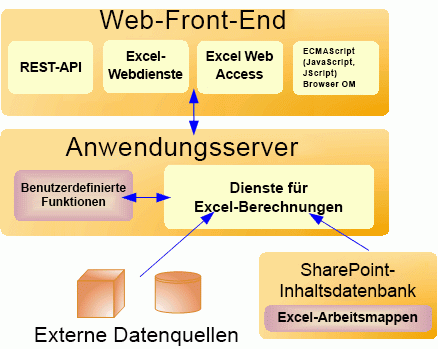 Web-Front-End
REST-API
Excel-
Webdienste
Excel Web
Access
ECMAScript
(JavaScript,
JScript)
Browser OM
Anwendungsserver
Benutzerdefinierte
Funktionen
Dienste für
Excel-Berechnungen
Externe Datenquellen
SharePoint-
Inhaltsdatenbank
Excel-Arbeitsmappen